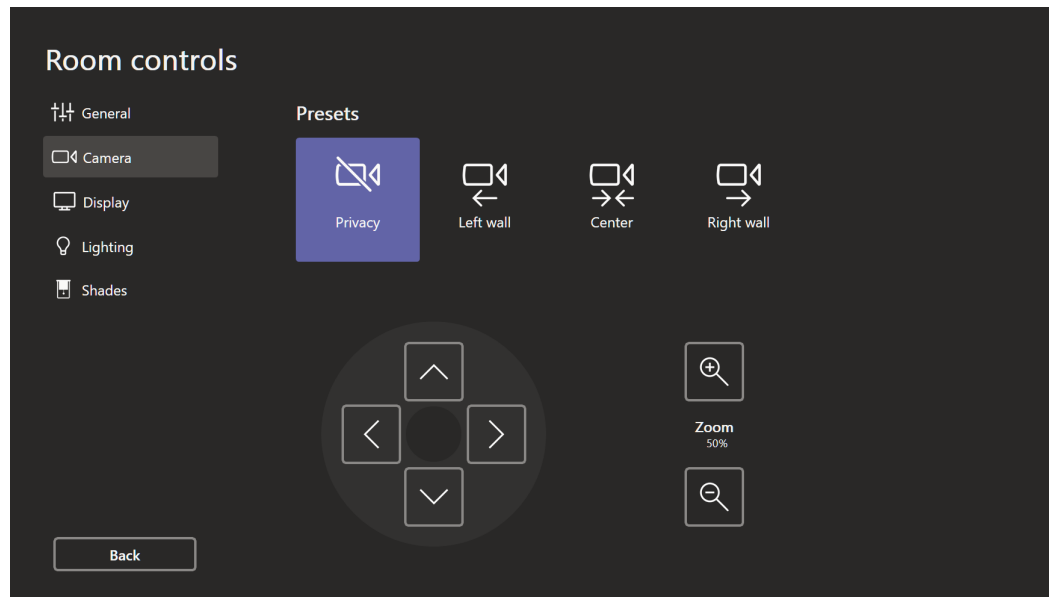 Room controls
General
Camera
Display
Lighting
Shades
Back
Presets
Privacy
Left wall
Center
Right wall
Zoom
50%